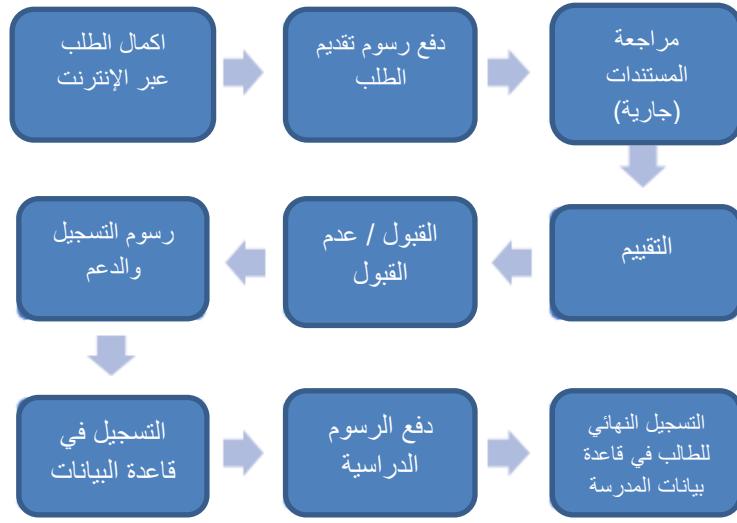 اكمال الطلب
عبر الإنترنت
دفع رسوم تقديم
الطلب
مراجعة
المستندات
(جارية)
التقييم
القبول / عدم
القبول
رسوم التسجيل
والدعم
التسجيل في
قاعدة البيانات
دفع الرسوم
الدراسية
التسجيل النهائي
للطالب في قاعدة
بيانات المدرسة